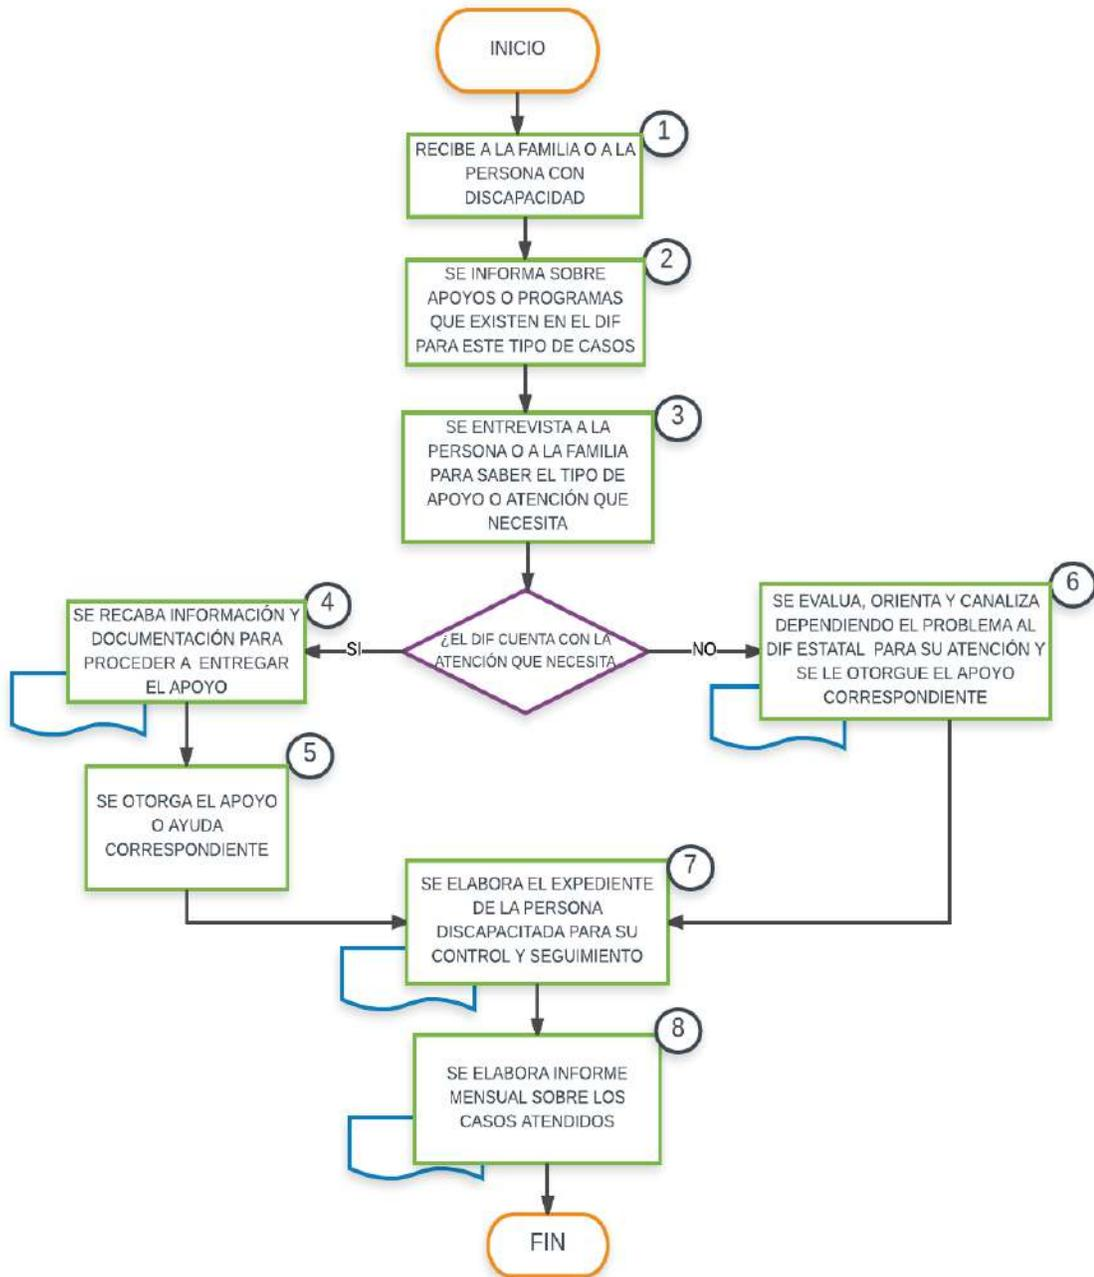 INICIO
1
RECIBE A LA FAMILIA O A LA
PERSONA CON
DISCAPACIDAD
2
SE INFORMA SOBRE
APOYOS O PROGRAMAS
QUE EXISTEN EN EL DIF
PARA ESTE TIPO DE CASOS
3
SE ENTREVISTA A LA
PERSONA O A LA FAMILIA
PARA SABER EL TIPO DE
APOYO O ATENCIÓN QUE
NECESITA
¿EL DIF CUENTA CON LA
ATENCIÓN QUE NECESITA
SI
4
SE RECABA INFORMACIÓN Y
DOCUMENTACIÓN PARA
PROCEDER A ENTREGAR
EL APOYO
5
SE OTORGA EL APOYO
O AYUDA
CORRESPONDIENTE
NO
6
SE EVALUA, ORIENTA Y CANALIZA
DEPENDIENDO EL PROBLEMA AL
DIF ESTATAL PARA SU ATENCIÓN Y
SE LE OTORGUE EL APOYO
CORRESPONDIENTE
7
SE ELABORA EL EXPEDIENTE
DE LA PERSONA
DISCAPACITADA PARA SU
CONTROL Y SEGUIMIENTO
8
SE ELABORA INFORME
MENSUAL SOBRE LOS
CASOS ATENDIDOS
FIN